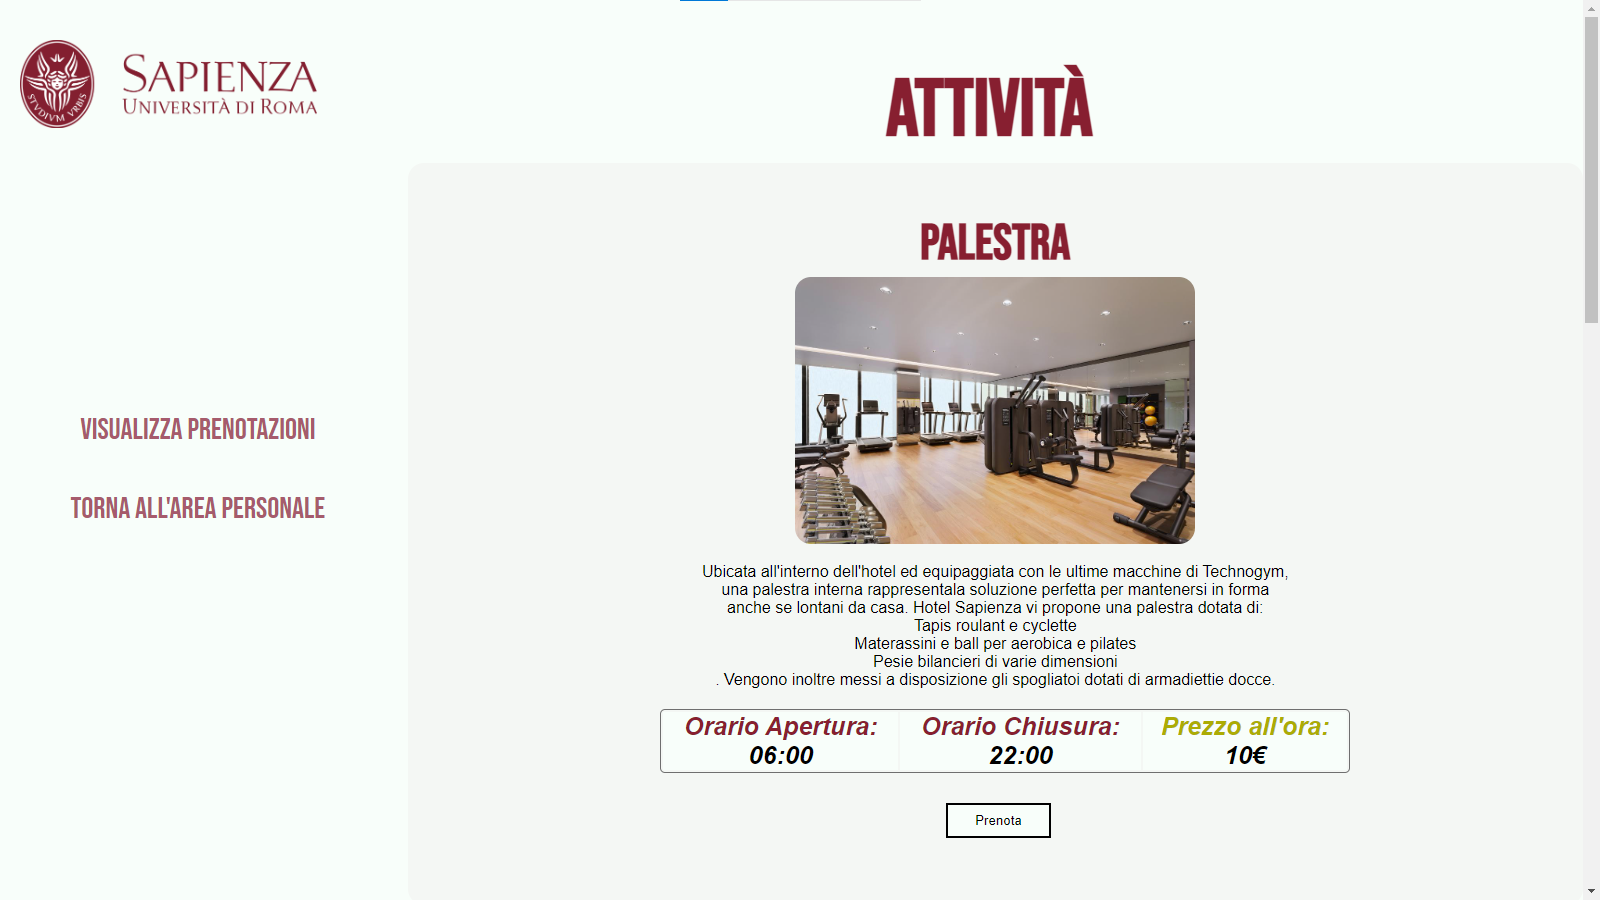 STVDIVM VRBIS
SAPIENZA
UNIVERSITÀ DI ROMA
ATTIVITÀ
PALESTRA
VISUALIZZA PRENOTAZIONI
TORNA ALL'AREA PERSONALE
Ubicata all'interno dell'hotel ed equipaggiata con le ultime macchine di Technogym,
una palestra interna rappresentala soluzione perfetta per mantenersi in forma
anche se lontani da casa. Hotel Sapienza vi propone una palestra dotata di:
Tapis roulant e cyclette
Materassini e ball per aerobica e pilates
Pesie bilancieri di varie dimensioni
. Vengono inoltre messi a disposizione gli spogliatoi dotati di armadiettie docce.
Orario Apertura: Orario Chiusura: Prezzo all'ora:
06:00 22:00 10€
Prenota